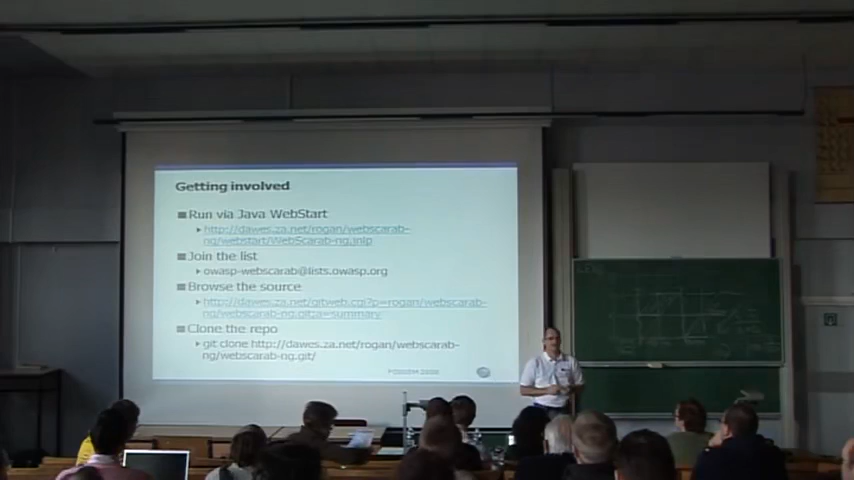 Getting involved
Run via Java WebStart
http://dawes.za.net/rogan/webscarab-
ng/webstart/WebScarab-ng.jnlp
Join the list
owasp-webscarab@lists.owasp.org
Browse the source
http://dawes.za.net/gitweb.cgi?p=rogan/webscarab-
ng/webscarab-ng.git;a=summary
Clone the repo
git clone http://dawes.za.net/rogan/webscarab-
ng/webscarab-ng.git/